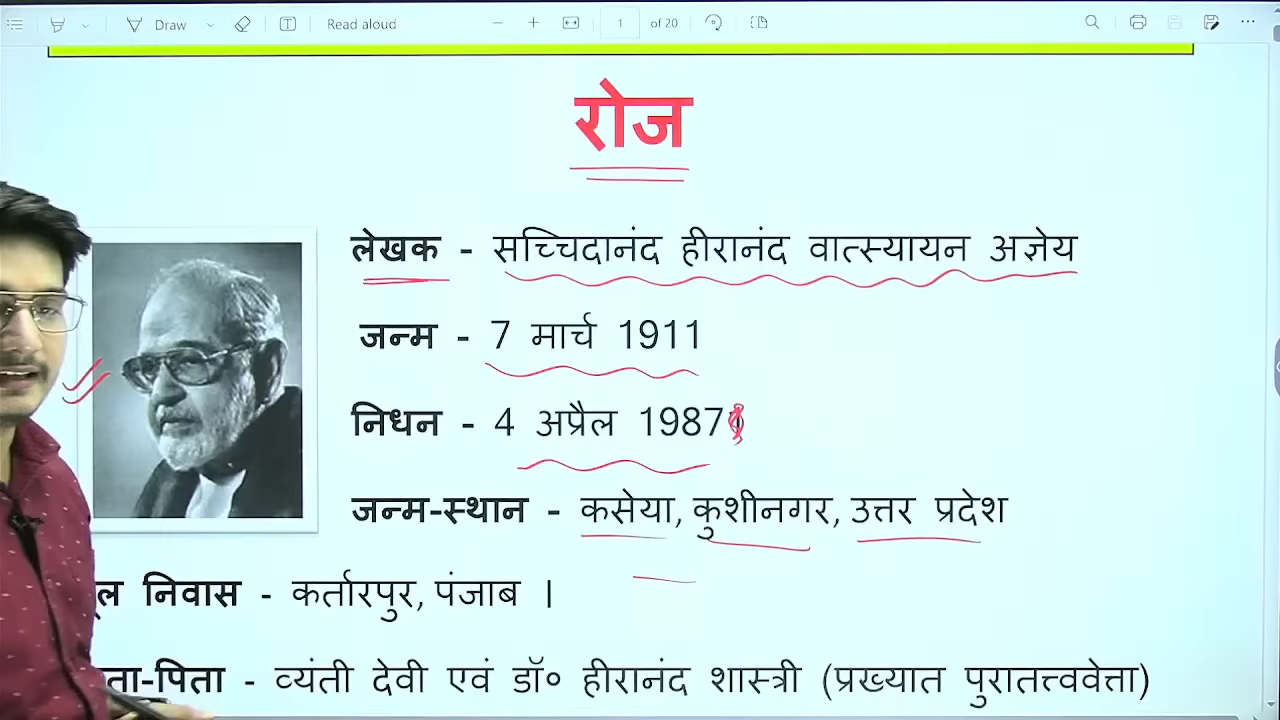 Draw
Read aloud
1 of 20
रोज
लेखक - सच्चिदानंद हीरानंद वात्स्यायन अज्ञेय
जन्म - 7 मार्च 1911
निधन - 4 अप्रैल 1987
जन्म-स्थान - कसेया, कुशीनगर, उत्तर प्रदेश
निवास - कर्तारपुर, पंजाब ।
ता-पिता - व्यंती देवी एवं डॉ० हीरानंद शास्त्री (प्रख्यात पुरातत्त्ववेत्ता)